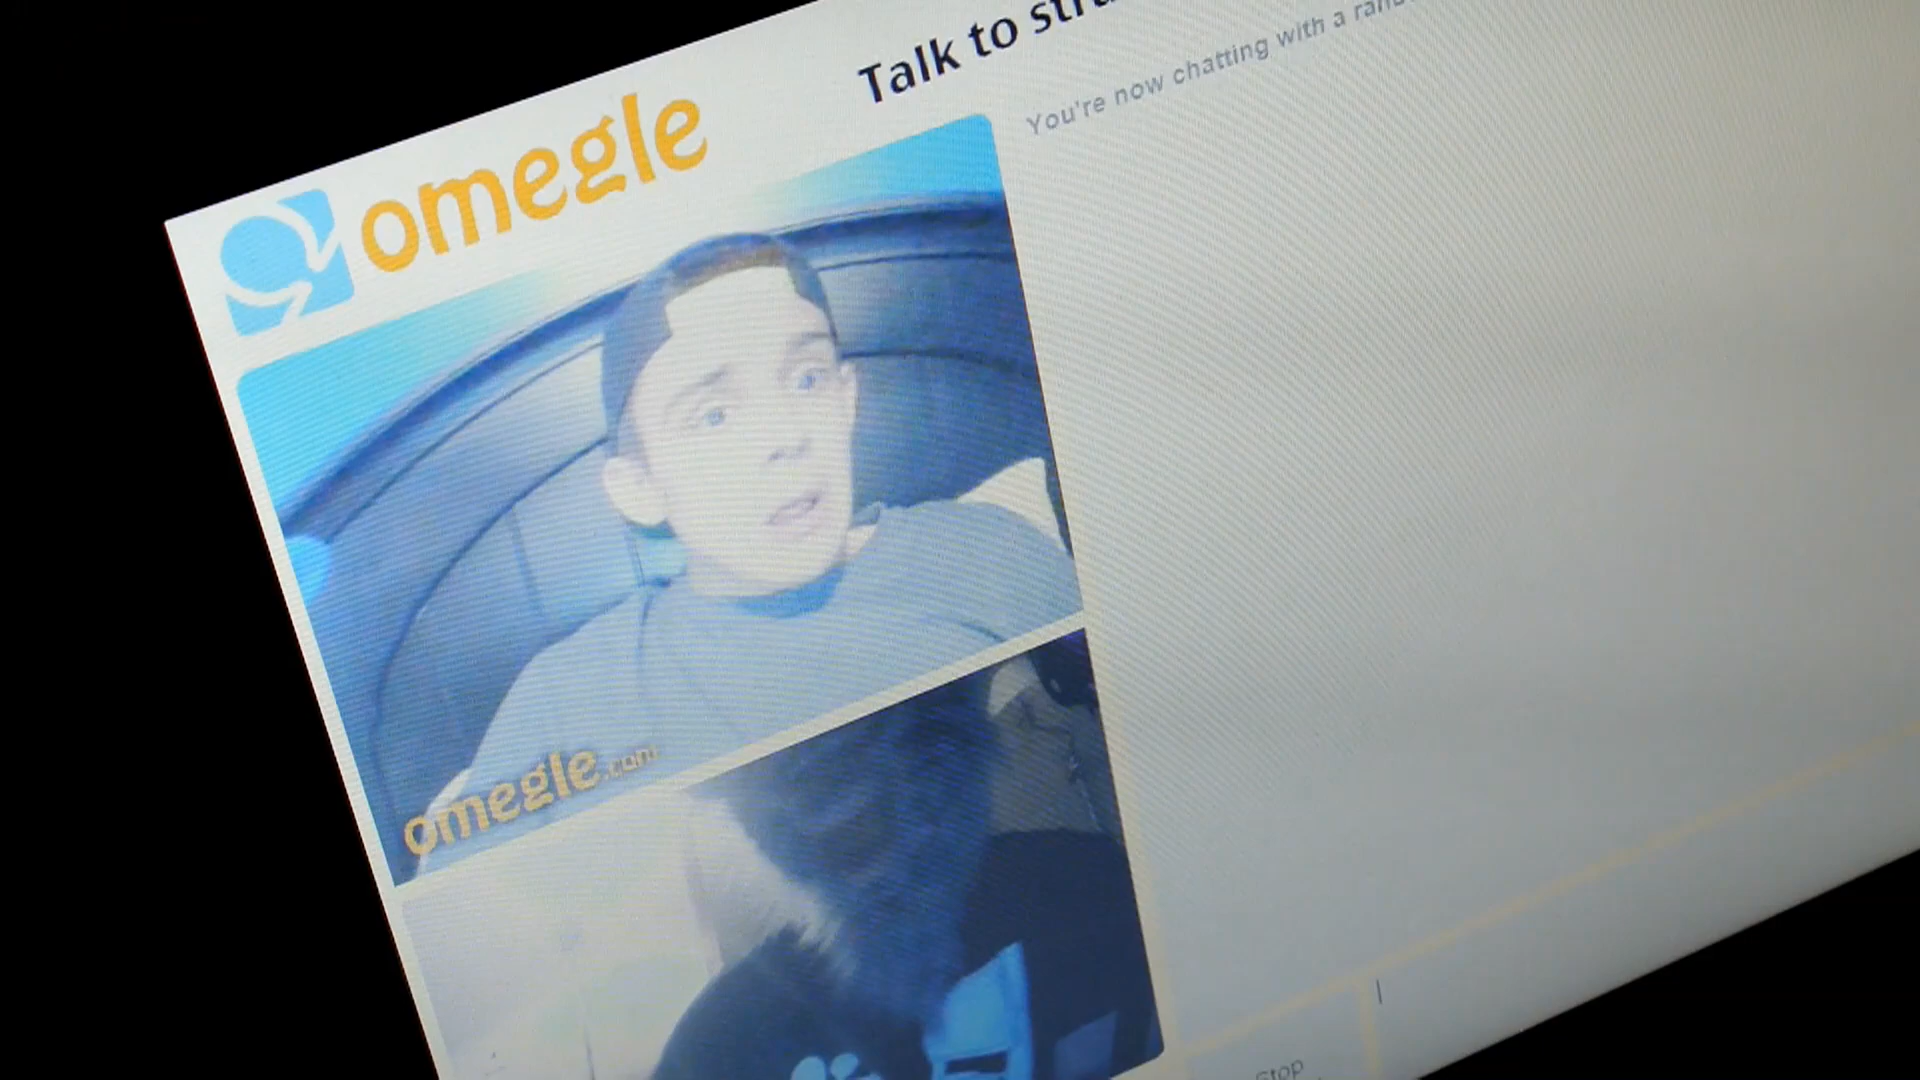 Talk to
omegle
You're now chatting with a
omegle.com
Stop